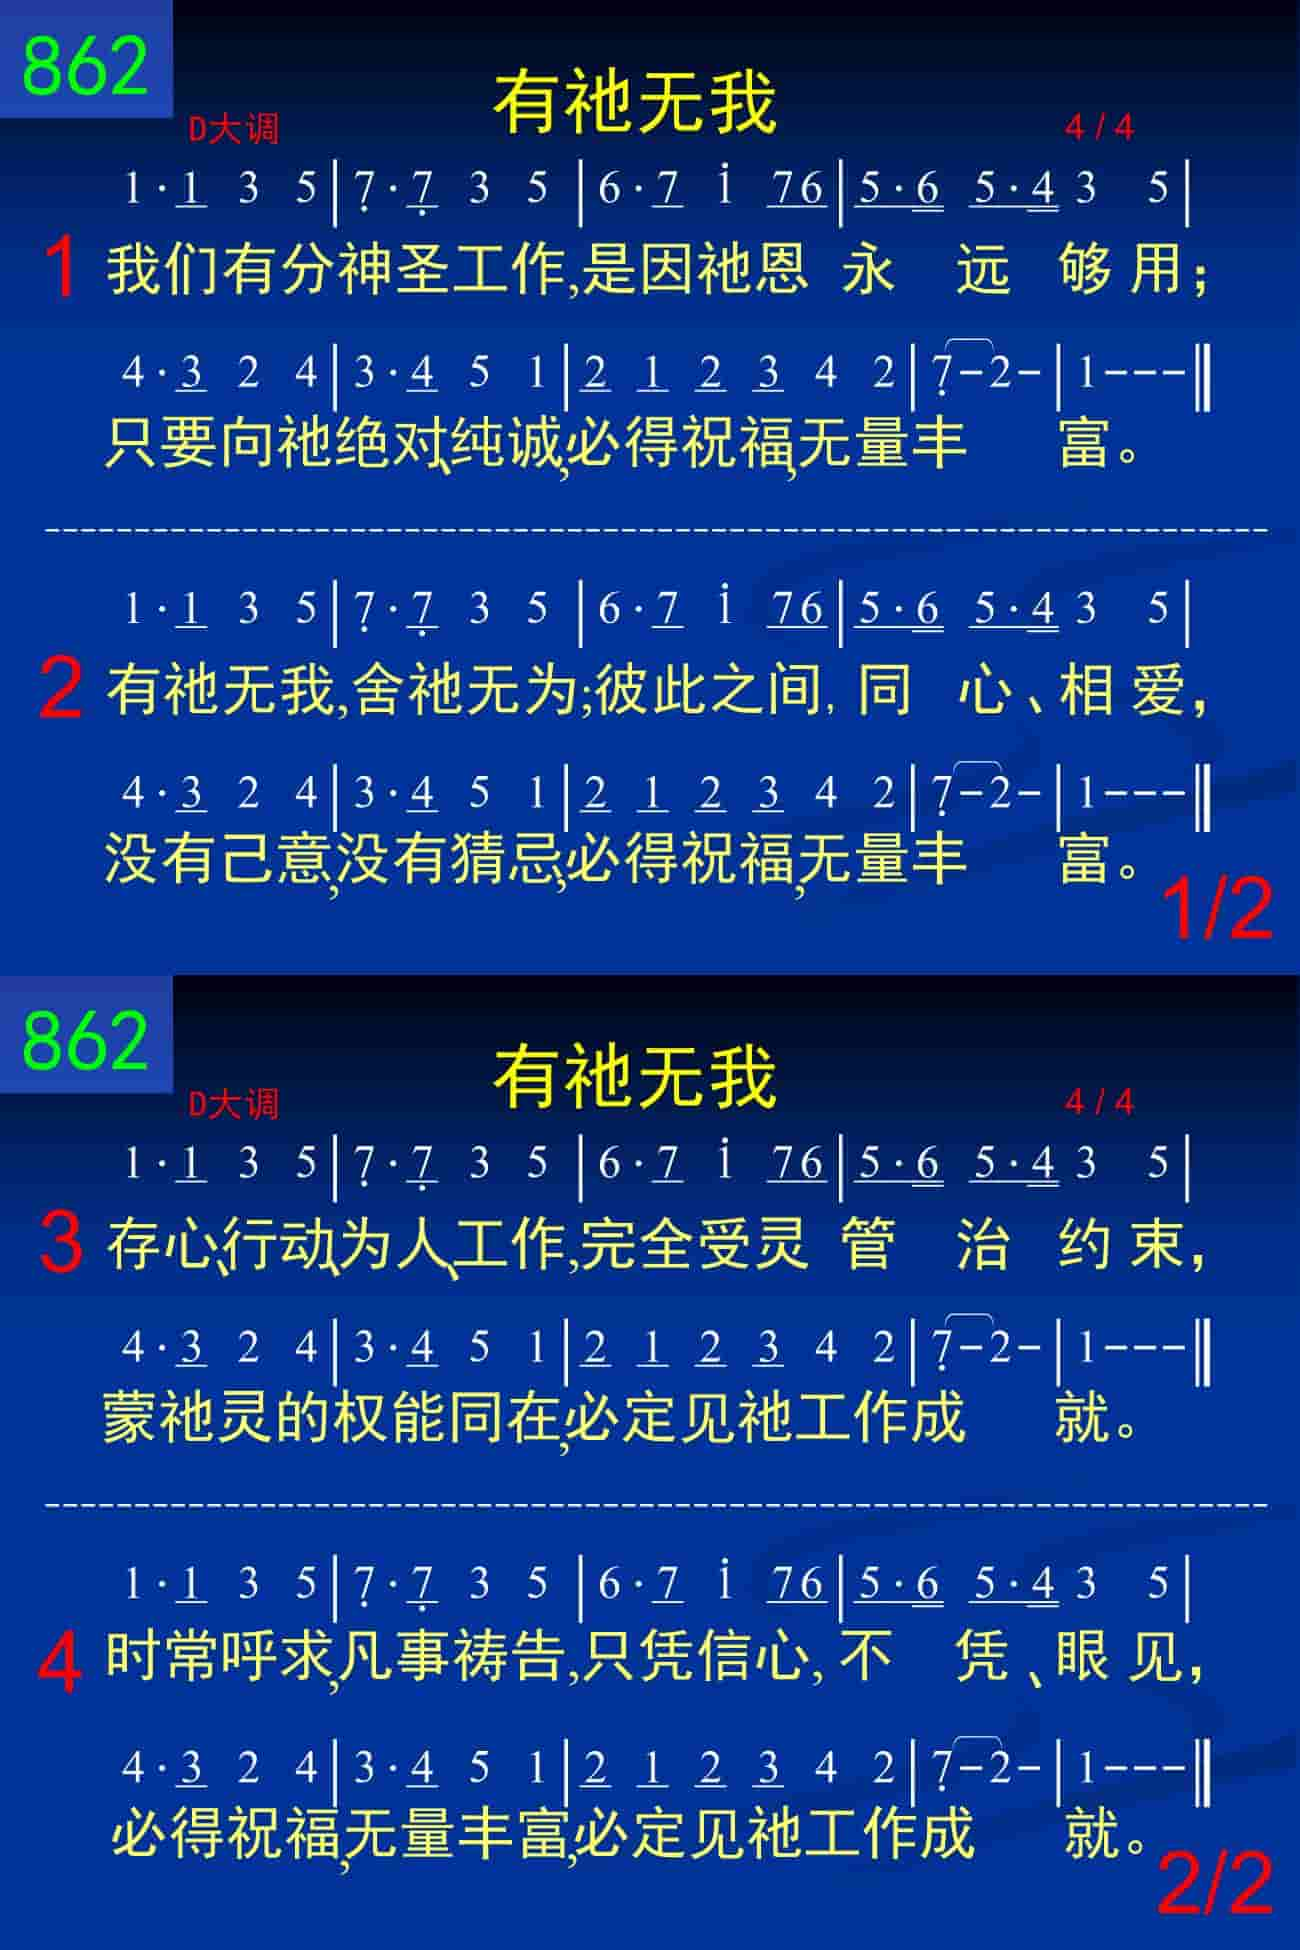 862
有祂无我
D大调 4/4
1·1 3 5|7̣·7̣ 3 5|6·7 1̇ 76|5·6 5·4 3 5|
1 我们有分神圣工作,是因祂恩 永 远 够 用;
4·3 2 4|3·4 5 1|2 1 2 3 4 2|7̣-2-|1---‖
只要向祂绝对、纯诚,必得祝福,无量丰 富。
1·1 3 5|7̣·7̣ 3 5|6·7 1̇ 76|5·6 5·4 3 5|
2 有祂无我,舍祂无为;彼此之间,同 心、相 爱,
4·3 2 4|3·4 5 1|2 1 2 3 4 2|7̣-2-|1---‖
没有己意,没有猜忌,必得祝福,无量丰 富。
1/2
862
有祂无我
D大调 4/4
1·1 3 5|7̣·7̣ 3 5|6·7 1̇ 76|5·6 5·4 3 5|
3 存心、行动、为人、工作,完全受灵 管 治 约 束,
4·3 2 4|3·4 5 1|2 1 2 3 4 2|7̣-2-|1---‖
蒙祂灵的权能同在,必定见祂工作成 就。
1·1 3 5|7̣·7̣ 3 5|6·7 1̇ 76|5·6 5·4 3 5|
4 时常呼求,凡事祷告,只凭信心,不 凭、眼 见,
4·3 2 4|3·4 5 1|2 1 2 3 4 2|7̣-2-|1---‖
必得祝福,无量丰富,必定见祂工作成 就。
2/2